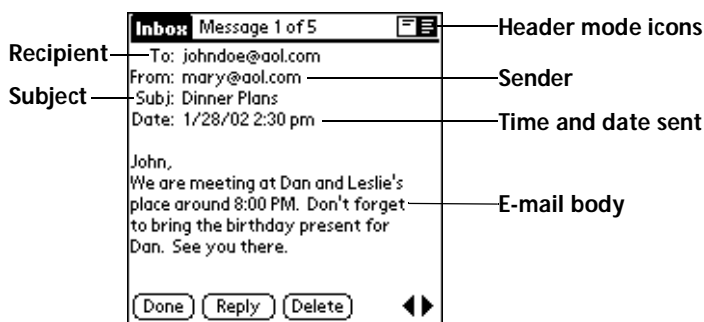 Inbox Message 1 of 5
Header mode icons
Recipient To: johndoe@aol.com
From: mary@aol.com Sender
Subject Subj: Dinner Plans
Date: 1/28/02 2:30 pm Time and date sent
John,
We are meeting at Dan and Leslie's
place around 8:00 PM. Don't forget E-mail body
to bring the birthday present for
Dan. See you there.
Done Reply Delete